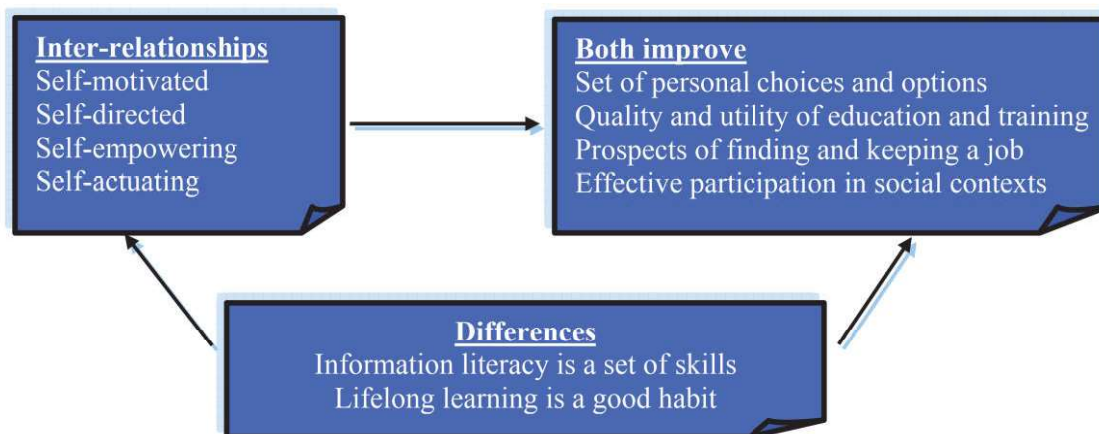 Inter-relationships
Self-motivated
Self-directed
Self-empowering
Self-actuating
Both improve
Set of personal choices and options
Quality and utility of education and training
Prospects of finding and keeping a job
Effective participation in social contexts
Differences
Information literacy is a set of skills
Lifelong learning is a good habit